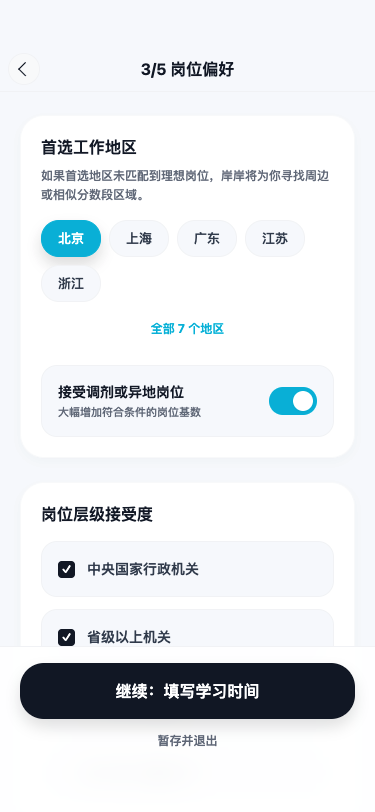 3/5 岗位偏好
首选工作地区
如果首选地区未匹配到理想岗位，岸岸将为你寻找周边
或相似分数段区域。
北京
上海
广东
江苏
浙江
全部 7 个地区
接受调剂或异地岗位
大幅增加符合条件的岗位基数
岗位层级接受度
中央国家行政机关
省级以上机关
继续：填写学习时间
暂存并退出